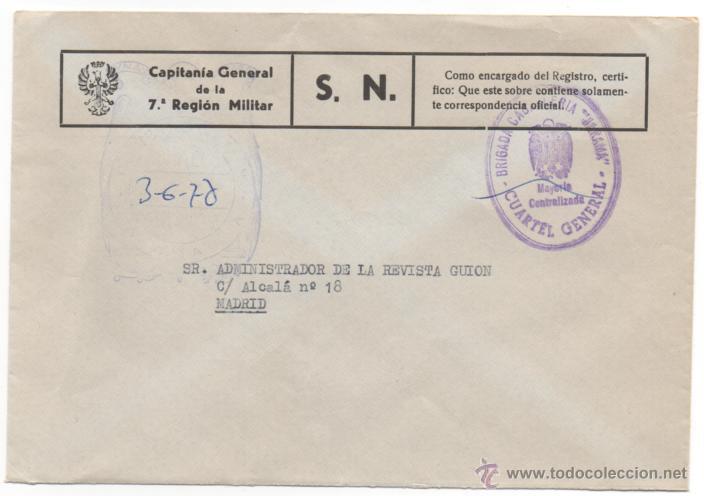 Capitanía General
de la
7.ª Región Militar
S. N.
Como encargado del Registro, certi-
fico: Que este sobre contiene solamen-
te correspondencia oficial.
BRIGADA "JARAMA"
Mayoría
Centralizada
CUARTEL GENERAL
3-6-78
SR. ADMINISTRADOR DE LA REVISTA GUION
C/ Alcalá nº 18
MADRID
www.todocoleccion.net